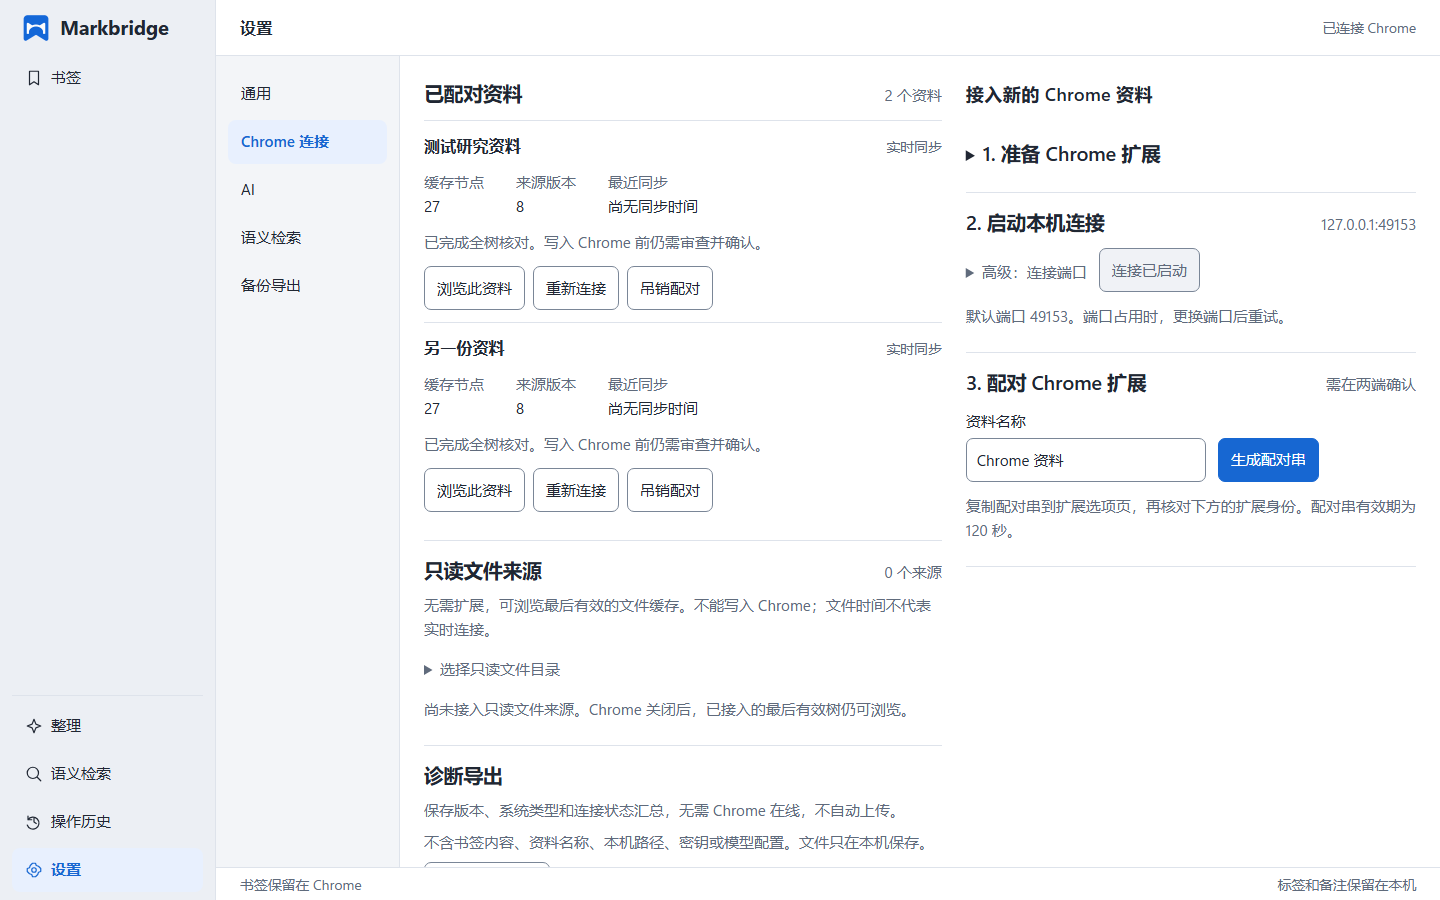 Markbridge
书签
整理
语义检索
操作历史
设置
设置
已连接 Chrome
通用
Chrome 连接
AI
语义检索
备份导出
已配对资料
2 个资料
测试研究资料
实时同步
缓存节点 来源版本 最近同步
27 8 尚无同步时间
已完成全树核对。写入 Chrome 前仍需审查并确认。
浏览此资料 重新连接 吊销配对
另一份资料
实时同步
缓存节点 来源版本 最近同步
27 8 尚无同步时间
已完成全树核对。写入 Chrome 前仍需审查并确认。
浏览此资料 重新连接 吊销配对
只读文件来源
0 个来源
无需扩展，可浏览最后有效的文件缓存。不能写入 Chrome；文件时间不代表
实时连接。
选择只读文件目录
尚未接入只读文件来源。Chrome 关闭后，已接入的最后有效树仍可浏览。
诊断导出
保存版本、系统类型和连接状态汇总，无需 Chrome 在线，不自动上传。
不含书签内容、资料名称、本机路径、密钥或模型配置。文件只在本机保存。
接入新的 Chrome 资料
1. 准备 Chrome 扩展
2. 启动本机连接
127.0.0.1:49153
高级：连接端口 连接已启动
默认端口 49153。端口占用时，更换端口后重试。
3. 配对 Chrome 扩展
需在两端确认
资料名称
Chrome 资料 生成配对串
复制配对串到扩展选项页，再核对下方的扩展身份。配对串有效期为
120 秒。
书签保留在 Chrome
标签和备注保留在本机